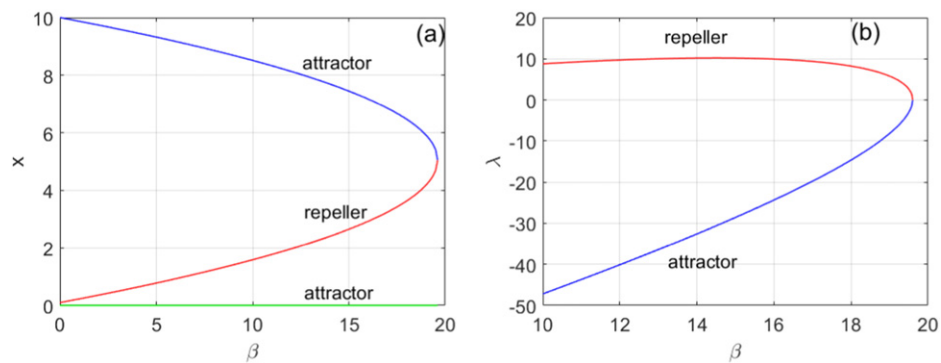 (a)
10
8
6
4
2
0
x
attractor
repeller
attractor
0 5 10 15 20
β
(b)
20
10
0
-10
-20
-30
-40
-50
λ
repeller
attractor
10 12 14 16 18 20
β